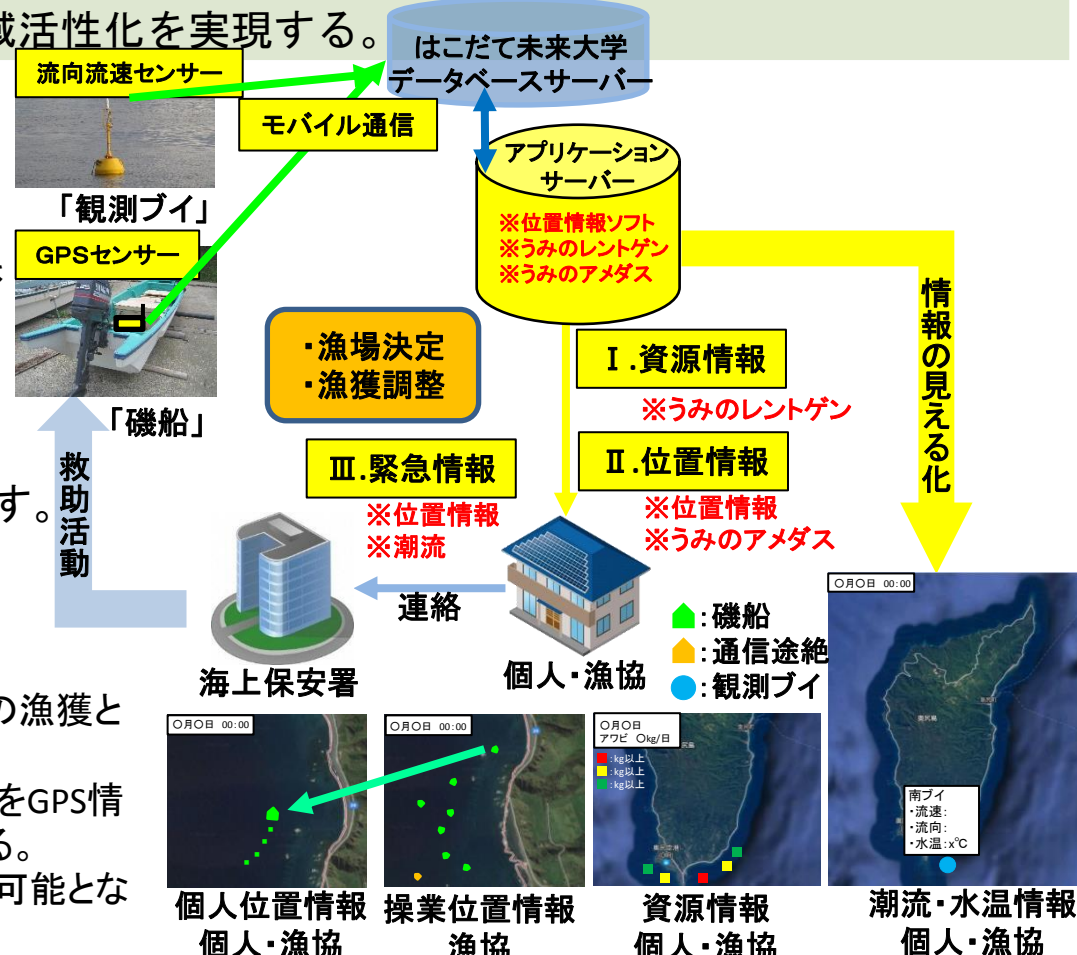 域活性化を実現する。
はこだて未来大学
データベースサーバー
流向流速センサー
モバイル通信
「観測ブイ」
アプリケーション
サーバー
※位置情報ソフト
※うみのレントゲン
※うみのアメダス
GPSセンサー
「磯船」
・漁場決定
・漁獲調整
情報の見える化
Ⅰ.資源情報
※うみのレントゲン
Ⅱ.位置情報
※位置情報
※うみのアメダス
Ⅲ.緊急情報
※位置情報
※潮流
救助活動
す。
連絡
海上保安署
個人・漁協
:磯船
:通信途絶
:観測ブイ
の漁獲と
をGPS情
る。
可能とな
〇月〇日 00:00
個人位置情報
個人・漁協
〇月〇日 00:00
操業位置情報
漁協
〇月〇日
アワビ 〇kg/日
:kg以上
:kg以上
:kg以上
資源情報
個人・漁協
〇月〇日 00:00
奥尻島
南ブイ
・流速:
・流向:
・水温:x℃
潮流・水温情報
個人・漁協